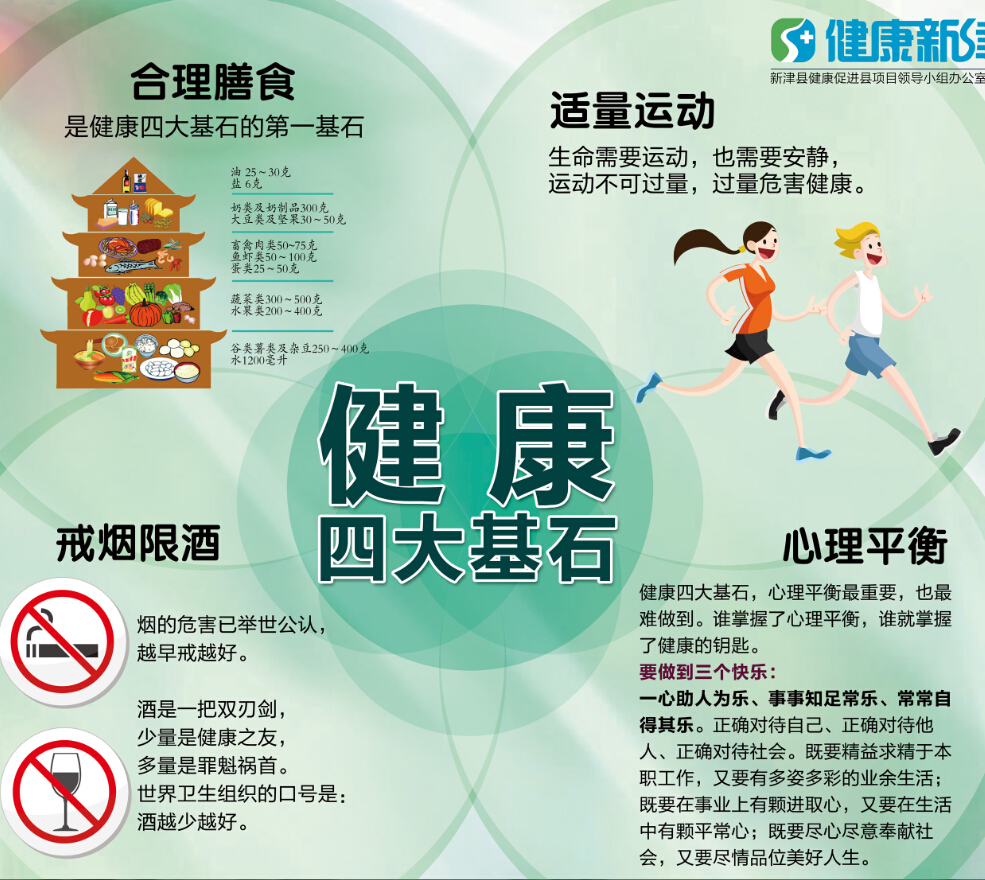 健康新津
新津县健康促进县项目领导小组办公室
合理膳食
是健康四大基石的第一基石
油 25~30克
盐 6克
奶类及奶制品300克
大豆类及坚果30~50克
畜禽肉类50~75克
鱼虾类50~100克
蛋类25~50克
蔬菜类300~500克
水果类200~400克
谷类薯类及杂豆250~400克
水1200毫升
适量运动
生命需要运动，也需要安静，
运动不可过量，过量危害健康。
健康
四大基石
戒烟限酒
烟的危害已举世公认，
越早戒越好。
酒是一把双刃剑，
少量是健康之友，
多量是罪魁祸首。
世界卫生组织的口号是：
酒越少越好。
心理平衡
健康四大基石，心理平衡最重要，也最
难做到。谁掌握了心理平衡，谁就掌握
了健康的钥匙。
要做到三个快乐：
一心助人为乐、事事知足常乐、常常自
得其乐。正确对待自己、正确对待他
人、正确对待社会。既要精益求精于本
职工作，又要有多姿多彩的业余生活；
既要在事业上有颗进取心，又要在生活
中有颗平常心；既要尽心尽意奉献社
会，又要尽情品位美好人生。